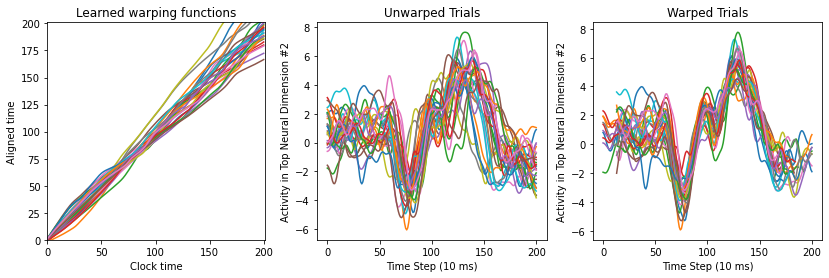 Learned warping functions
Aligned time
200
175
150
125
100
75
50
25
0
0 50 100 150 200
Clock time
Unwarped Trials
Activity in Top Neural Dimension #2
8
6
4
2
0
−2
−4
−6
0 50 100 150 200
Time Step (10 ms)
Warped Trials
Activity in Top Neural Dimension #2
8
6
4
2
0
−2
−4
−6
0 50 100 150 200
Time Step (10 ms)